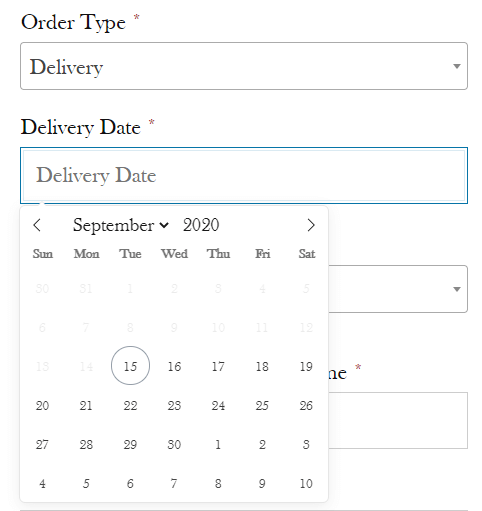 Order Type *
Delivery
Delivery Date *
Delivery Date
September 2020
Sun Mon Tue Wed Thu Fri Sat
30 31 1 2 3 4 5
6 7 8 9 10 11 12
13 14 15 16 17 18 19
ne *
20 21 22 23 24 25 26
27 28 29 30 1 2 3
4 5 6 7 8 9 10